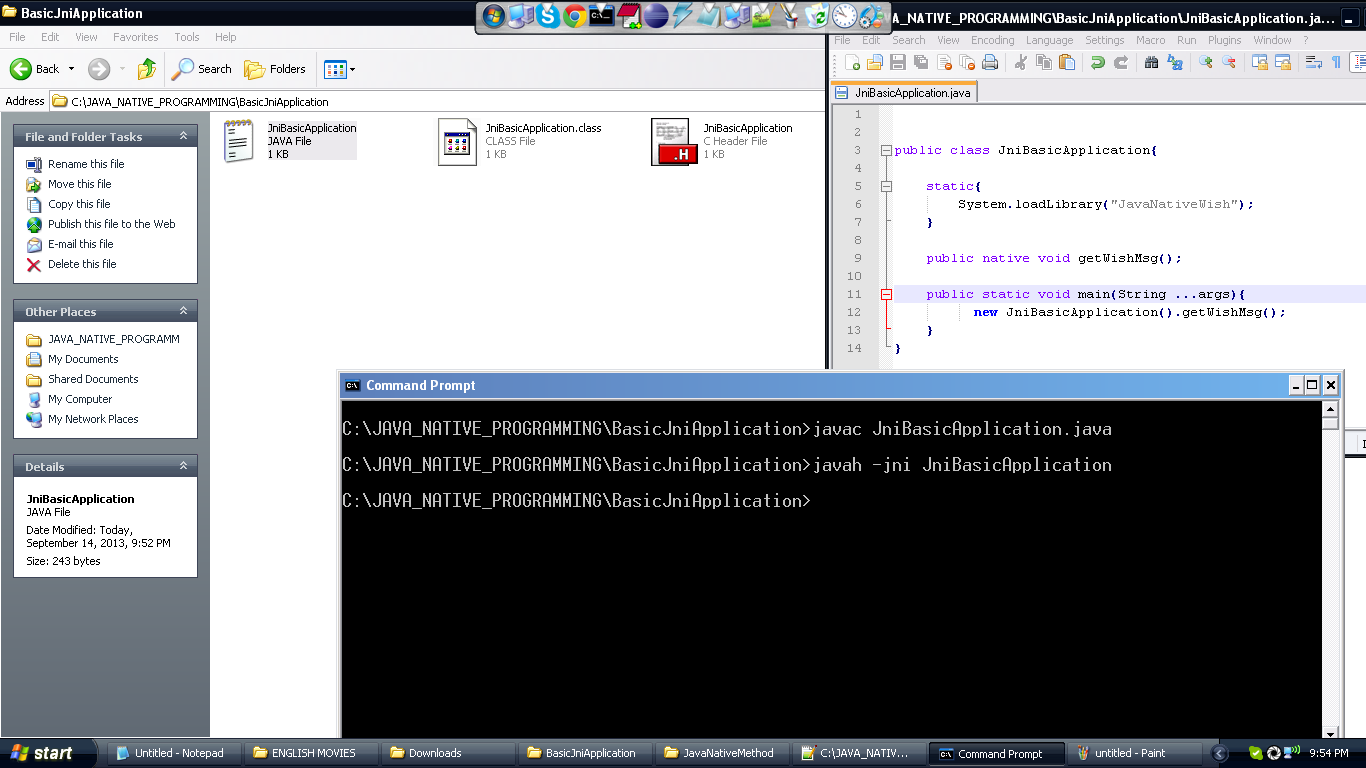 BasicJniApplication
File Edit View Favorites Tools Help
Back Search Folders
Address C:\JAVA_NATIVE_PROGRAMMING\BasicJniApplication
File and Folder Tasks
Rename this file
Move this file
Copy this file
Publish this file to the Web
E-mail this file
Delete this file
Other Places
JAVA_NATIVE_PROGRAMM
My Documents
Shared Documents
My Computer
My Network Places
Details
JniBasicApplication
JAVA File
Date Modified: Today,
September 14, 2013, 9:52 PM
Size: 243 bytes
JniBasicApplication
JAVA File
1 KB
JniBasicApplication.class
CLASS File
1 KB
.H
JniBasicApplication
C Header File
1 KB
A_NATIVE_PROGRAMMING\BasicJniApplication\JniBasicApplication.ja...
File Edit Search View Encoding Language Settings Macro Run Plugins Window ?
JniBasicApplication.java
1
2
3 public class JniBasicApplication{
4
5 static{
6 System.loadLibrary("JavaNativeWish");
7 }
8
9 public native void getWishMsg();
10
11 public static void main(String ...args){
12 new JniBasicApplication().getWishMsg();
13 }
14 }
Command Prompt
C:\JAVA_NATIVE_PROGRAMMING\BasicJniApplication>javac JniBasicApplication.java
C:\JAVA_NATIVE_PROGRAMMING\BasicJniApplication>javah -jni JniBasicApplication
C:\JAVA_NATIVE_PROGRAMMING\BasicJniApplication>
start Untitled - Notepad ENGLISH MOVIES Downloads BasicJniApplication JavaNativeMethod C:\JAVA_NATIV... Command Prompt untitled - Paint 9:54 PM